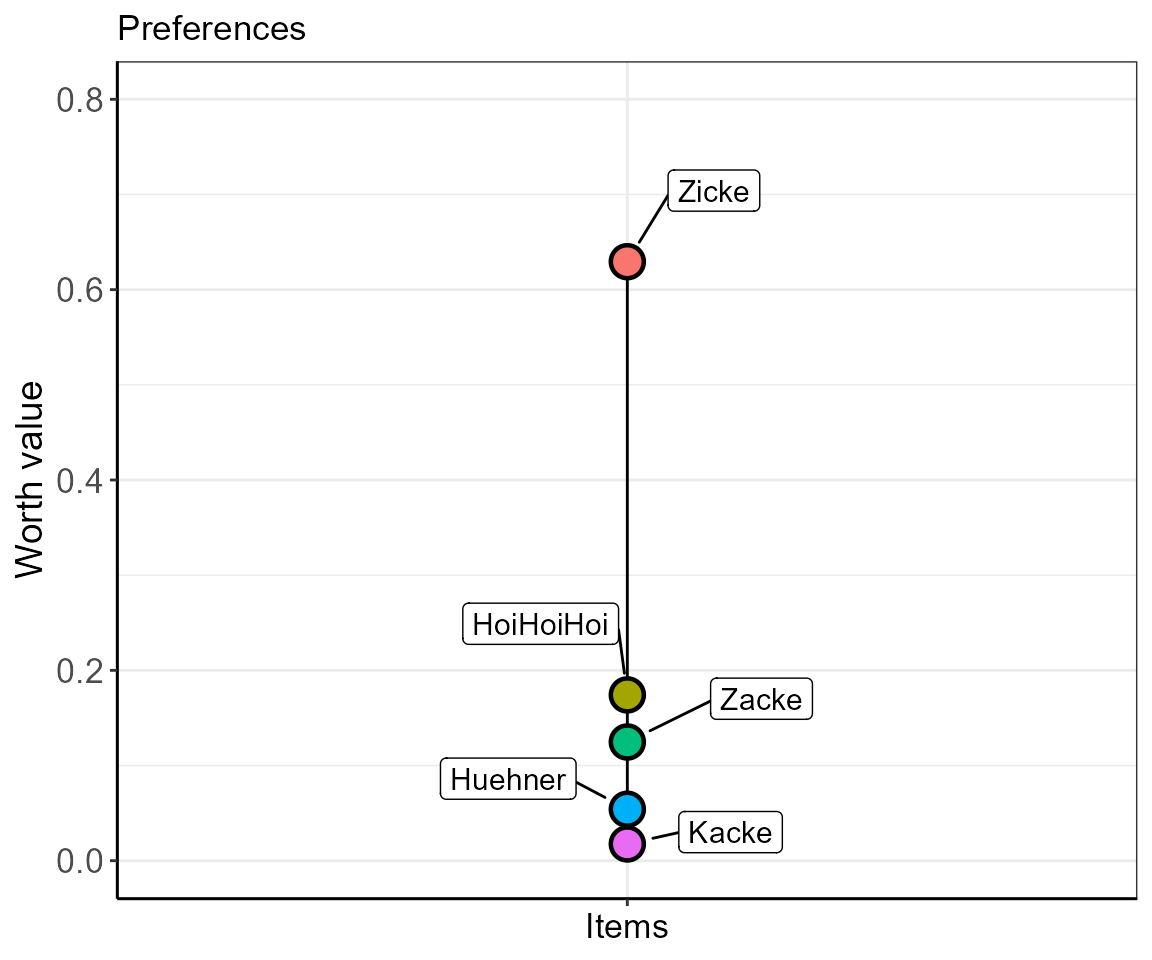 Preferences
0.8
Zicke
0.6
Worth value
0.4
HoiHoiHoi
0.2
Zacke
Huehner
Kacke
0.0
Items